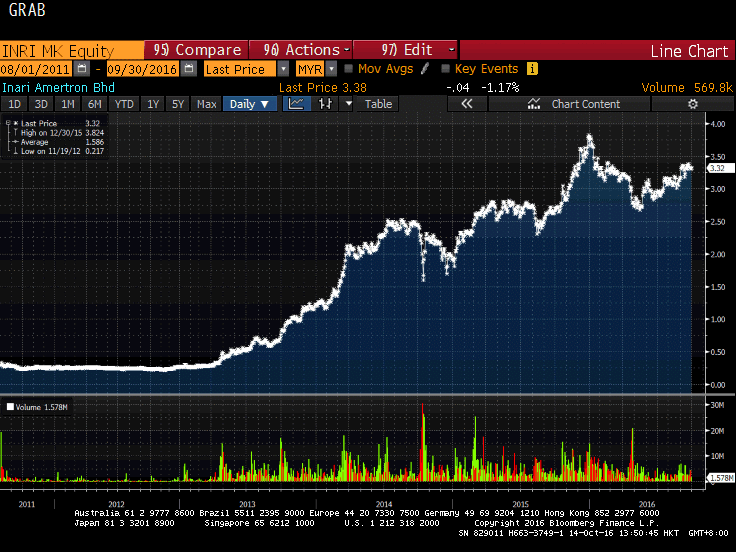 GRAB
INRI MK Equity 95) Compare 96) Actions 97) Edit Line Chart
08/01/2011 - 09/30/2016 Last Price MYR Mov Avgs Key Events i
Inari Amertron Bhd Last Price 3.38 -.04 -1.17% Volume 569.8k
1D 3D 1M 6M YTD 1Y 5Y Max Daily ▼ Table « Chart Content
Last Price 3.32
High on 12/30/15 3.824
Average 1.586
Low on 11/19/12 0.217
4.00
3.50
3.32
3.00
2.50
2.00
1.50
1.00
0.50
0.00
Volume 1.578M
30M
20M
10M
1.578M
2011 2012 2013 2014 2015 2016
Australia 61 2 9777 8600 Brazil 5511 2395 9000 Europe 44 20 7330 7500 Germany 49 69 9204 1210 Hong Kong 852 2977 6000
Japan 81 3 3201 8900 Singapore 65 6212 1000 U.S. 1 212 318 2000 Copyright 2016 Bloomberg Finance L.P.
SN 829011 H663-3749-1 14-Oct-16 13:50:45 HKT GMT+8:00